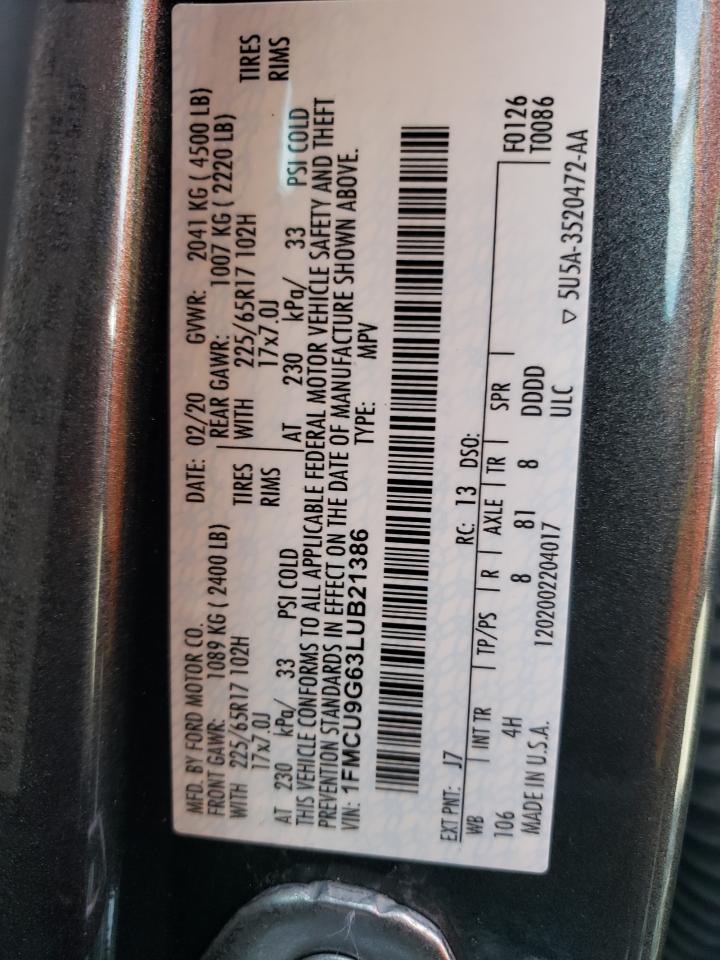 MFD. BY FORD MOTOR CO.
DATE: 02/20 GVWR: 2041 KG ( 4500 LB)
FRONT GAWR: 1089 KG ( 2400 LB) REAR GAWR: 1007 KG ( 2220 LB)
WITH 225/65R17 102H TIRES WITH 225/65R17 102H TIRES
17x7.0J RIMS 17x7.0J RIMS
AT 230 kPa/ 33 PSI COLD AT 230 kPa/ 33 PSI COLD
THIS VEHICLE CONFORMS TO ALL APPLICABLE FEDERAL MOTOR VEHICLE SAFETY AND THEFT
PREVENTION STANDARDS IN EFFECT ON THE DATE OF MANUFACTURE SHOWN ABOVE.
VIN: 1FMCU9G63LUB21386 TYPE: MPV
EXT PNT: J7 RC: 13 DSO:
WB INT TR TP/PS R AXLE TR SPR F0126
106 4H 8 81 8 DDDD T0086
MADE IN U.S.A. 1202002204017 ULC
▽ 5U5A-3520472-AA